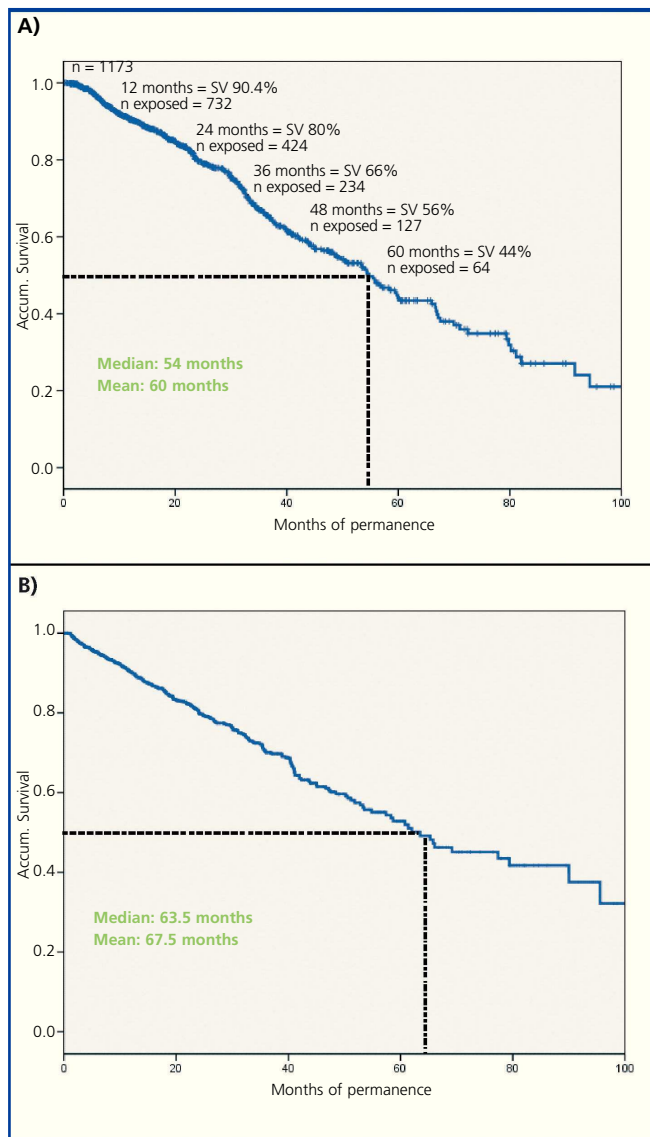 A)
n = 1173
12 months = SV 90.4%
n exposed = 732
24 months = SV 80%
n exposed = 424
36 months = SV 66%
n exposed = 234
48 months = SV 56%
n exposed = 127
60 months = SV 44%
n exposed = 64
1.0
0.8
0.6
0.4
0.2
0.0
Accum. Survival
Median: 54 months
Mean: 60 months
0 20 40 60 80 100
Months of permanence
B)
1.0
0.8
0.6
0.4
0.2
0.0
Accum. Survival
Median: 63.5 months
Mean: 67.5 months
0 20 40 60 80 100
Months of permanence